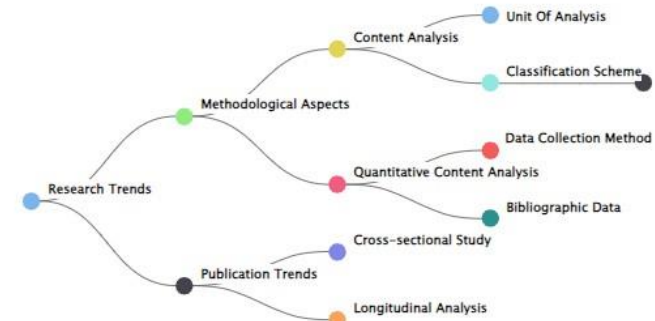 Unit Of Analysis
Content Analysis
Classification Scheme
Methodological Aspects
Data Collection Method
Quantitative Content Analysis
Research Trends
Bibliographic Data
Cross-sectional Study
Publication Trends
Longitudinal Analysis